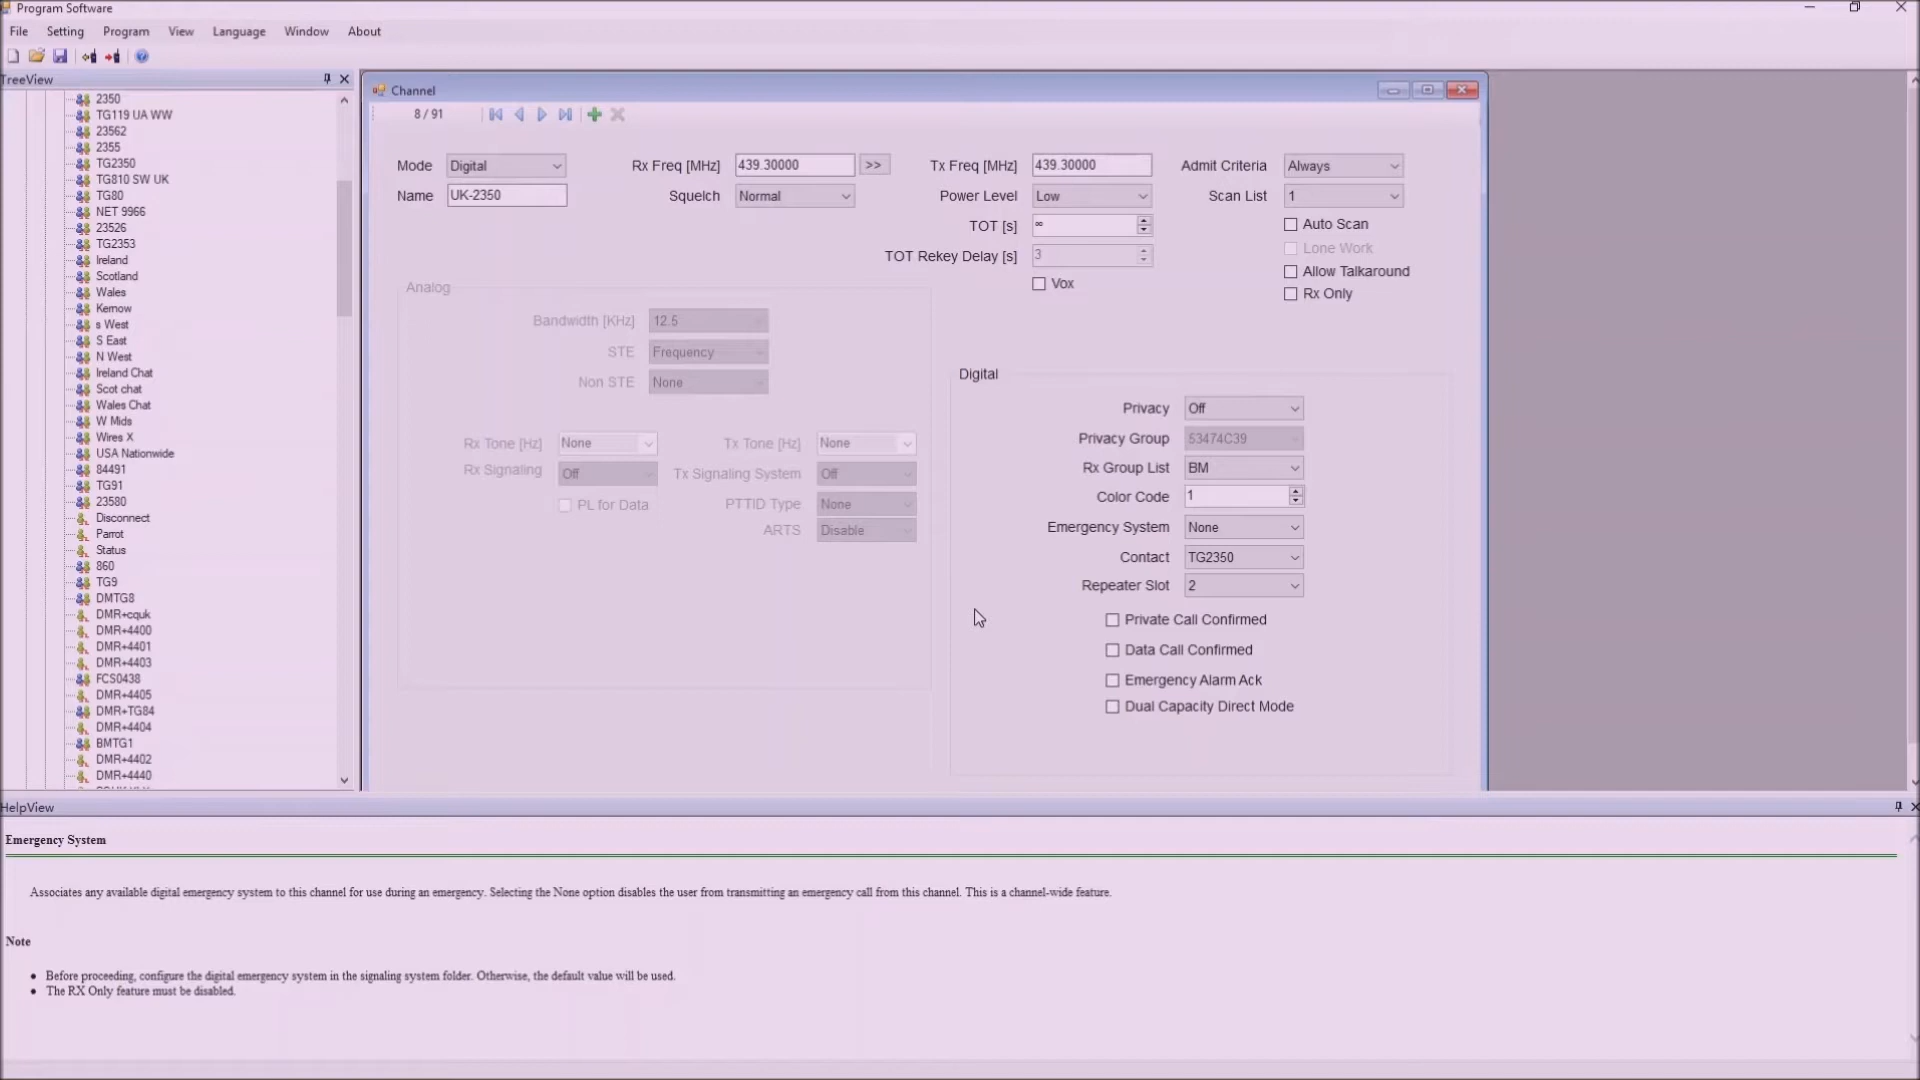 Program Software
File Setting Program View Language Window About
TreeView
2350
TG119 UA WW
23562
2355
TG2350
TG810 SW UK
TG80
NET 9966
23526
TG2353
Ireland
Scotland
Wales
Kernow
s West
S East
N West
Ireland Chat
Scot chat
Wales Chat
W Mids
Wires X
USA Nationwide
84491
TG91
23580
Disconnect
Parrot
Status
860
TG9
DMTG8
DMR+cquk
DMR+4400
DMR+4401
DMR+4403
FCS0438
DMR+4405
DMR+TG84
DMR+4404
BMTG1
DMR+4402
DMR+4440
Channel
8 / 91
Mode Digital Rx Freq [MHz] 439.30000 >> Tx Freq [MHz] 439.30000 Admit Criteria Always
Name UK-2350 Squelch Normal Power Level Low Scan List 1
TOT [s] ∞ Auto Scan
Lone Work
TOT Rekey Delay [s] 3
Allow Talkaround
Vox Rx Only
Analog
Bandwidth [KHz] 12.5
STE Frequency
Non STE None
Rx Tone [Hz] None Tx Tone [Hz] None
Rx Signaling Off Tx Signaling System Off
PL for Data PTTID Type None
ARTS Disable
Digital
Privacy Off
Privacy Group 53474C39
Rx Group List BM
Color Code 1
Emergency System None
Contact TG2350
Repeater Slot 2
Private Call Confirmed
Data Call Confirmed
Emergency Alarm Ack
Dual Capacity Direct Mode
HelpView
Emergency System
Associates any available digital emergency system to this channel for use during an emergency. Selecting the None option disables the user from transmitting an emergency call from this channel. This is a channel-wide feature.
Note
Before proceeding, configure the digital emergency system in the signaling system folder. Otherwise, the default value will be used.
The RX Only feature must be disabled.